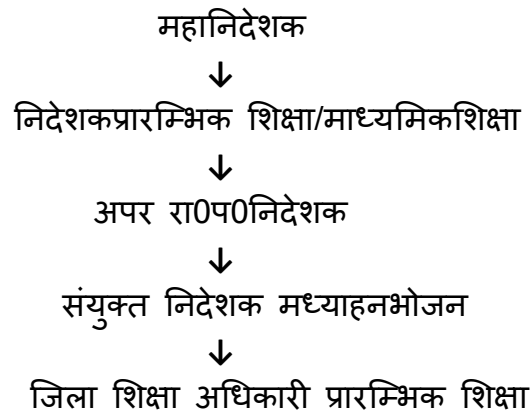 महानिदेशक
↓
निदेशकप्रारम्भिक शिक्षा/माध्यमिकशिक्षा
↓
अपर रा0प0निदेशक
↓
संयुक्त निदेशक मध्याहनभोजन
↓
जिला शिक्षा अधिकारी प्रारम्भिक शिक्षा